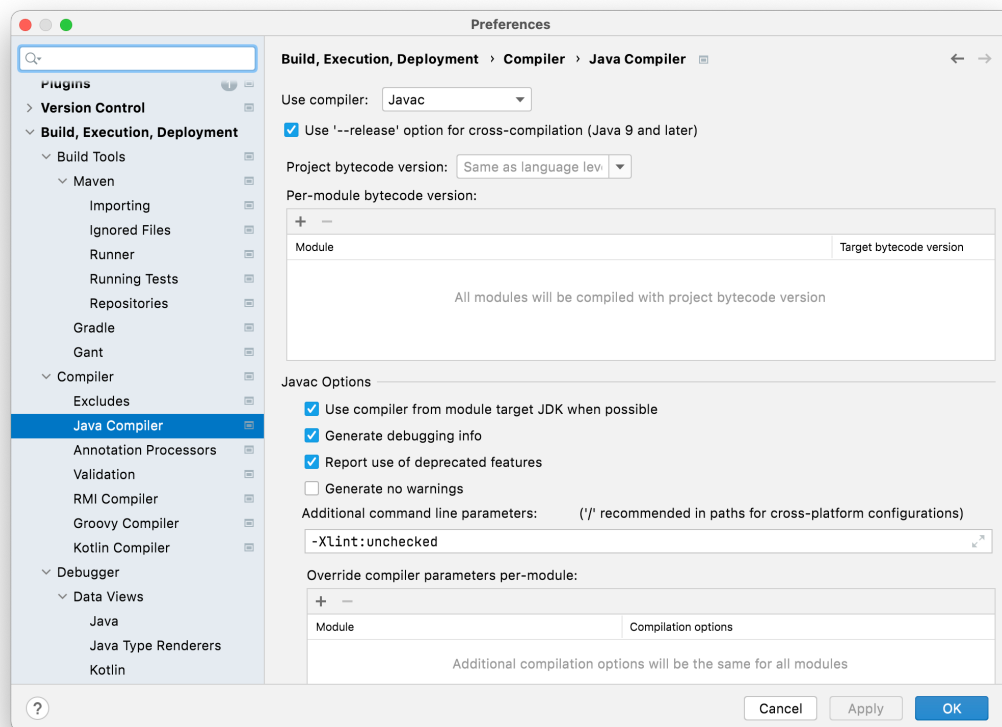 Preferences
Plugins
Version Control
Build, Execution, Deployment
Build Tools
Maven
Importing
Ignored Files
Runner
Running Tests
Repositories
Gradle
Gant
Compiler
Excludes
Java Compiler
Annotation Processors
Validation
RMI Compiler
Groovy Compiler
Kotlin Compiler
Debugger
Data Views
Java
Java Type Renderers
Kotlin
Build, Execution, Deployment › Compiler › Java Compiler
Use compiler: Javac
Use '--release' option for cross-compilation (Java 9 and later)
Project bytecode version: Same as language lev
Per-module bytecode version:
Module Target bytecode version
All modules will be compiled with project bytecode version
Javac Options
Use compiler from module target JDK when possible
Generate debugging info
Report use of deprecated features
Generate no warnings
Additional command line parameters: ('/' recommended in paths for cross-platform configurations)
-Xlint:unchecked
Override compiler parameters per-module:
Module Compilation options
Additional compilation options will be the same for all modules
? Cancel Apply OK